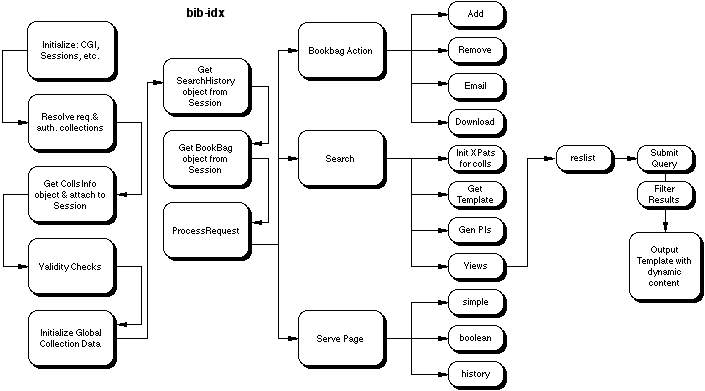 bib-idx
Initialize: CGI,
Sessions, etc.
Resolve req.&
auth. collections
Get CollsInfo
object & attach to
Session
Validity Checks
Initialize Global
Collection Data
Get
SearchHistory
object from
Session
Get BookBag
object from
Session
ProcessRequest
Bookbag Action
Search
Serve Page
Add
Remove
Email
Download
Init XPats
for colls
Get
Template
Gen PIs
Views
simple
boolean
history
reslist
Submit
Query
Filter
Results
Output
Template with
dynamic
content